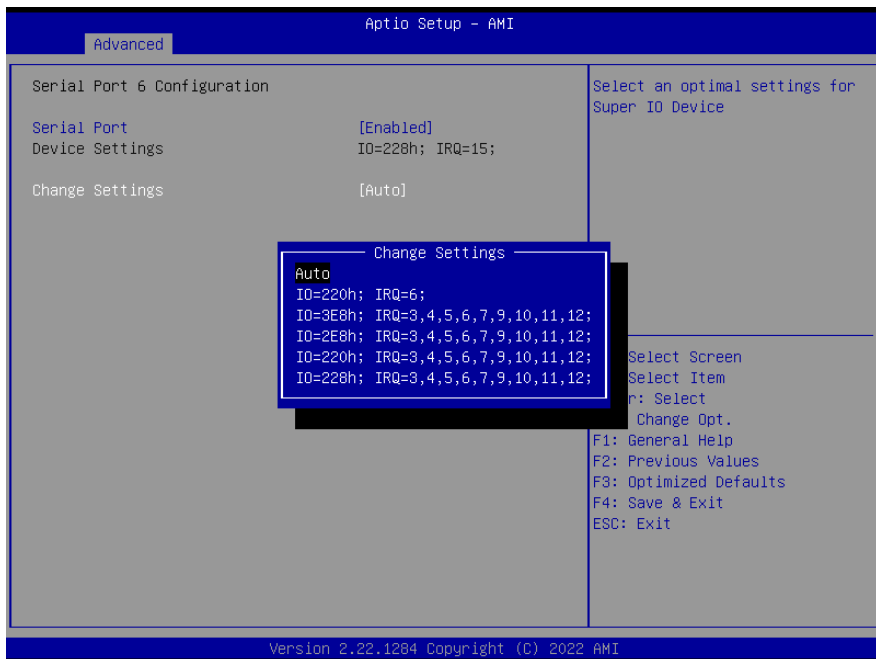 Aptio Setup – AMI
Advanced
Serial Port 6 Configuration
Serial Port [Enabled]
Device Settings IO=228h; IRQ=15;
Change Settings [Auto]
Select an optimal settings for
Super IO Device
Change Settings
Auto
IO=220h; IRQ=6;
IO=3E8h; IRQ=3,4,5,6,7,9,10,11,12;
IO=2E8h; IRQ=3,4,5,6,7,9,10,11,12;
IO=220h; IRQ=3,4,5,6,7,9,10,11,12;
IO=228h; IRQ=3,4,5,6,7,9,10,11,12;
Select Screen
Select Item
r: Select
Change Opt.
F1: General Help
F2: Previous Values
F3: Optimized Defaults
F4: Save & Exit
ESC: Exit
Version 2.22.1284 Copyright (C) 2022 AMI